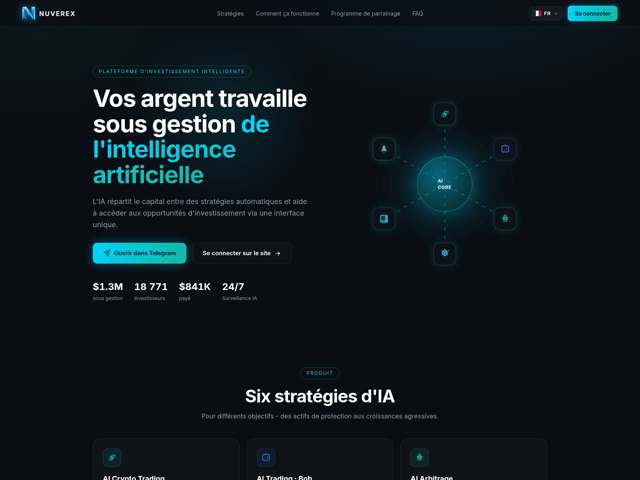 NUVEREX
Stratégies
Comment ça fonctionne
Programme de parrainage
FAQ
FR
Se connecter
PLATEFORME D'INVESTISSEMENT INTELLIGENTE
Vos argent travaille
sous gestion de
l'intelligence
artificielle
L'IA répartit le capital entre des stratégies automatiques et aide
à accéder aux opportunités d'investissement via une interface
unique.
Ouvrir dans Telegram
Se connecter sur le site →
$1.3M
18 771
$841K
24/7
sous gestion
investisseurs
payé
Surveillance IA
AI
CORE
PRODUIT
Six stratégies d'IA
Pour différents objectifs – des actifs de protection aux croissances agressives.
AI Crypto Trading
AI Trading - Bob
AI Arbitrage